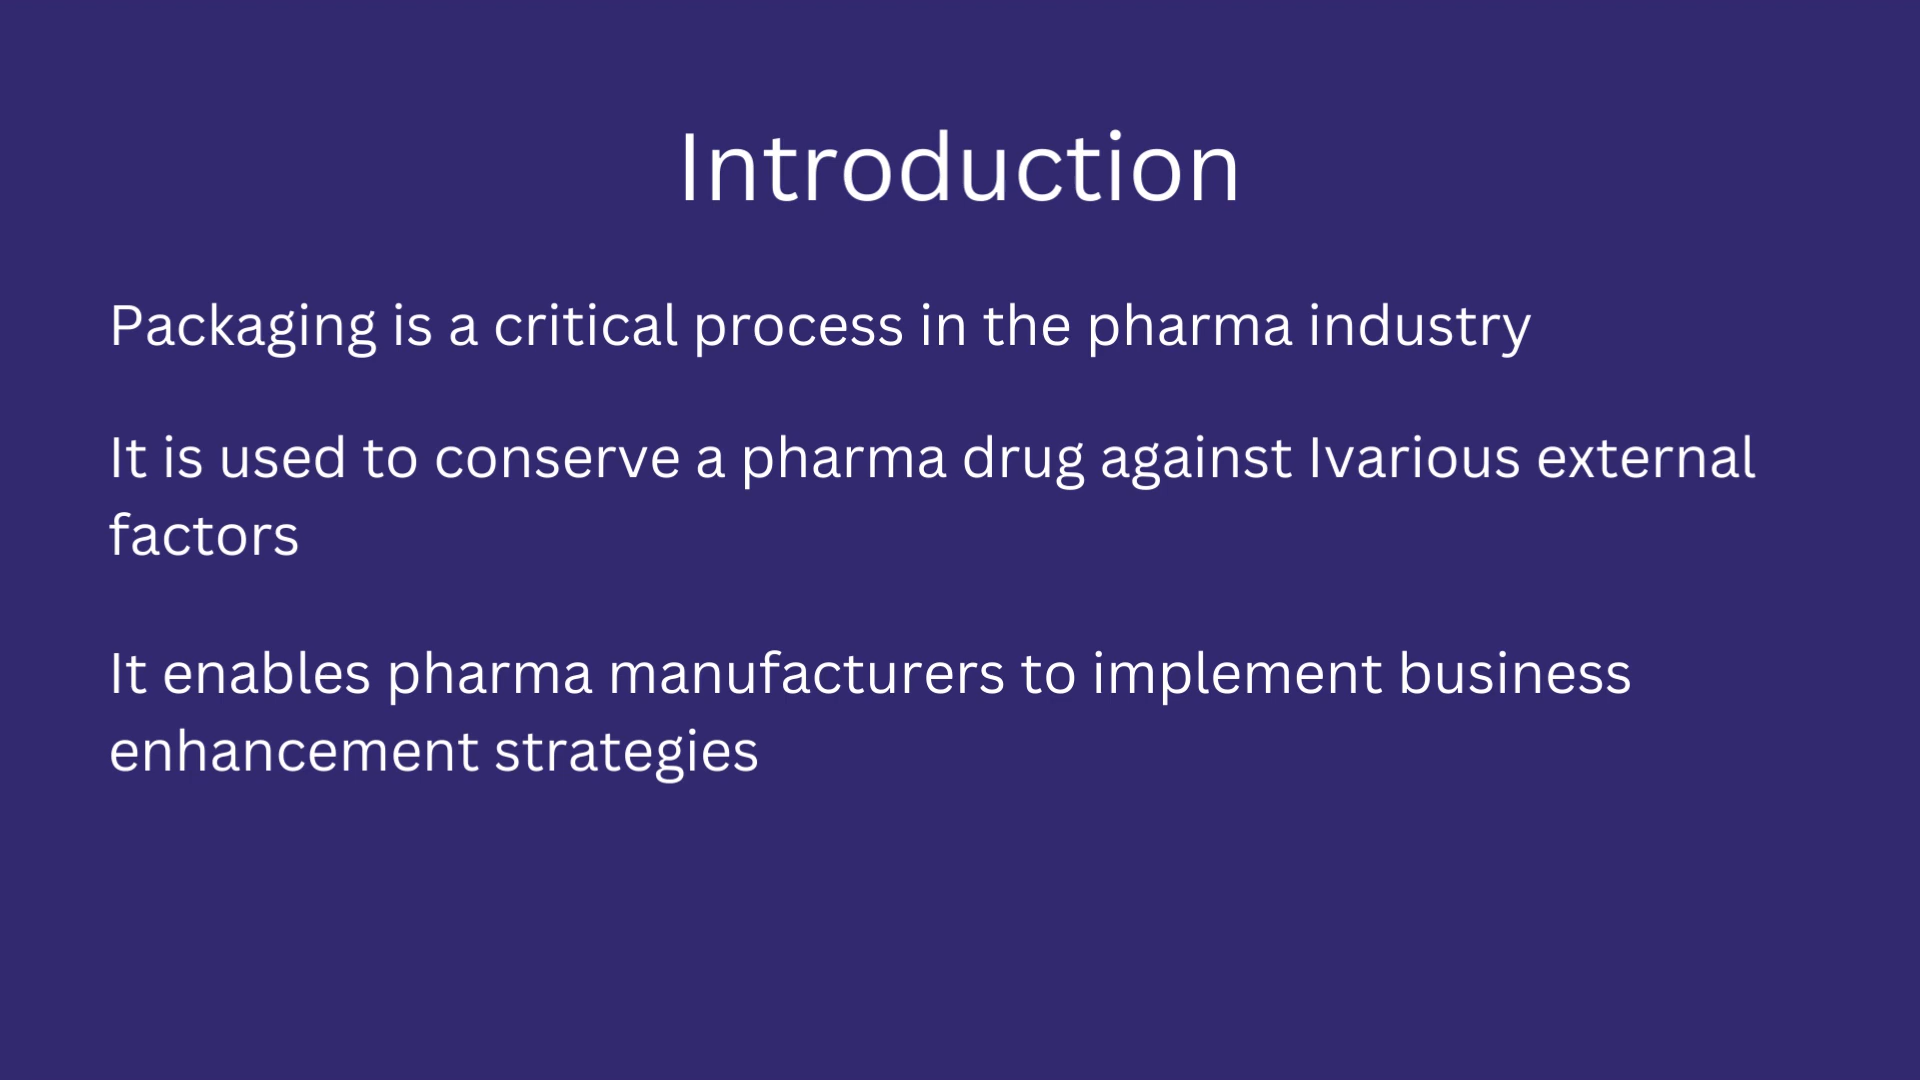 Introduction
Packaging is a critical process in the pharma industry
It is used to conserve a pharma drug against Ivarious external
factors
It enables pharma manufacturers to implement business
enhancement strategies